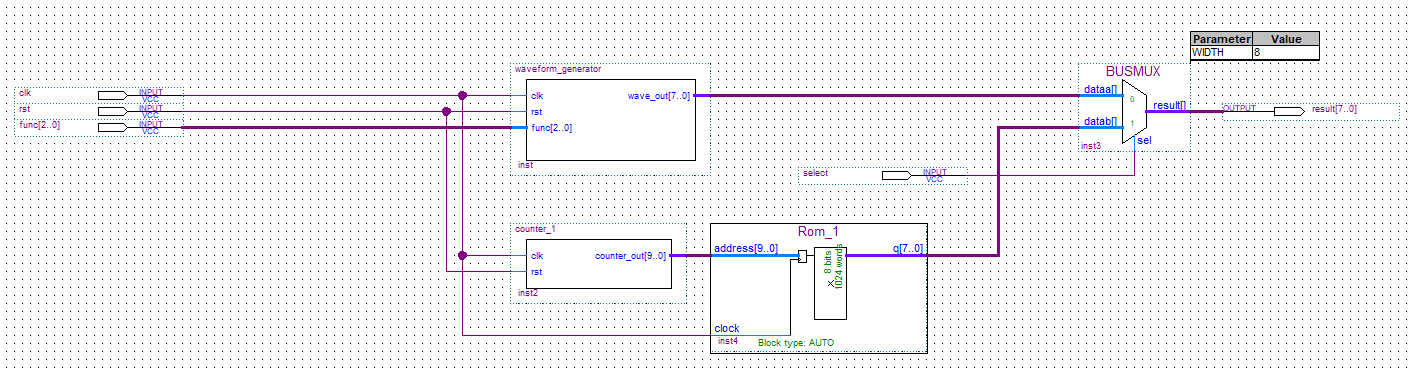 Parameter Value
WIDTH 8
waveform_generator
BUSMUX
clk INPUT VCC
rst INPUT VCC
func[2..0] INPUT VCC
clk wave_out[7..0]
rst
func[2..0]
inst
dataa[] 0
result[] OUTPUT result[7..0]
datab[] 1
sel
inst3
select INPUT VCC
counter_1
clk counter_out[9..0]
rst
inst2
Rom_1
address[9..0] q[7..0]
8 bits
×
1024 words
clock
inst4 Block type: AUTO